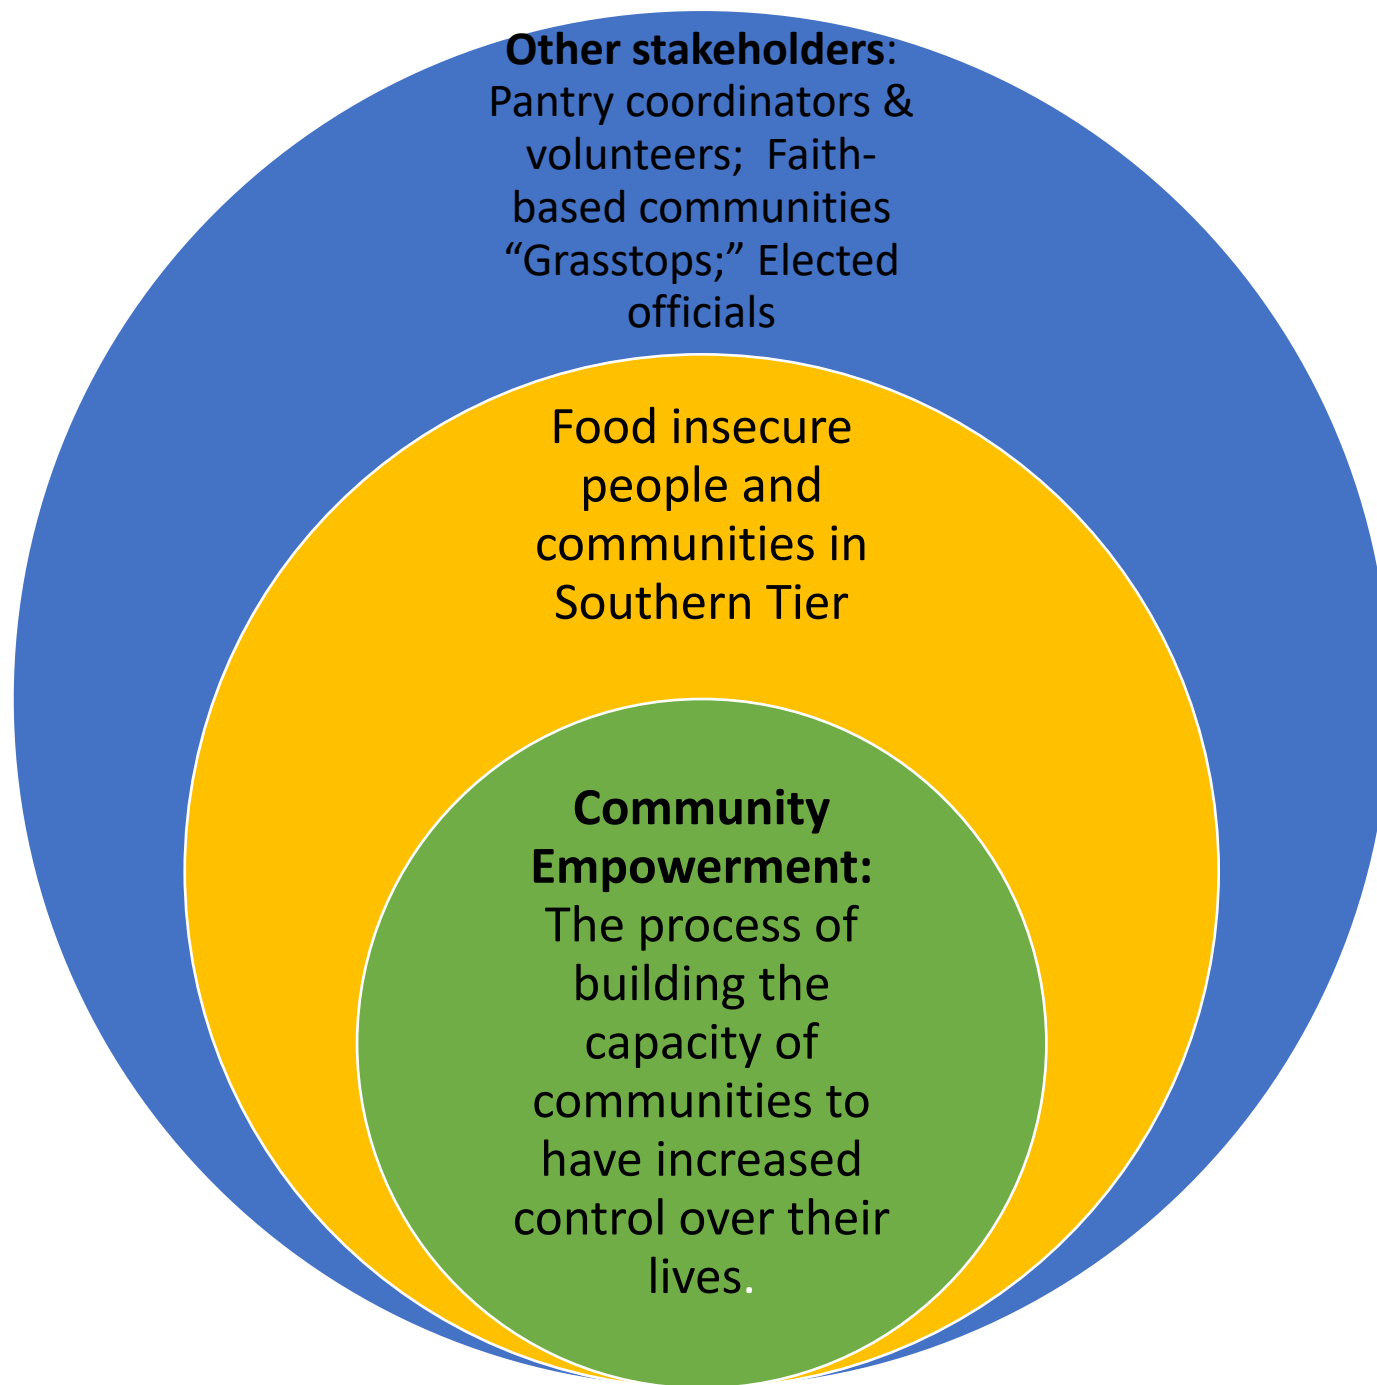 Other stakeholders:
Pantry coordinators &
volunteers;  Faith-
based communities
“Grasstops;” Elected
officials
Food insecure
people and
communities in
Southern Tier
Community
Empowerment:
The process of
building the
capacity of
communities to
have increased
control over their
lives.